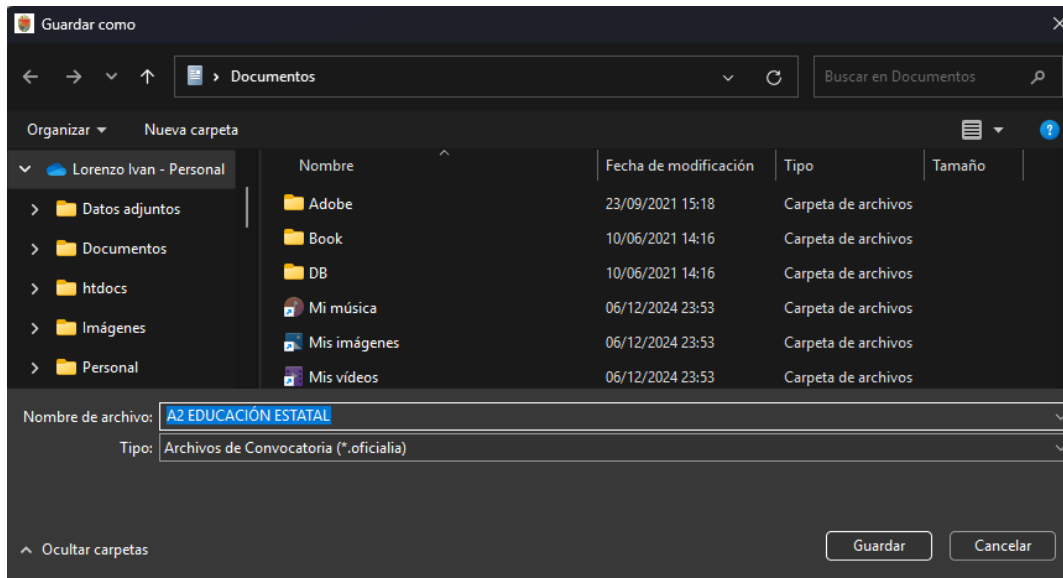 Guardar como
Documentos
Buscar en Documentos
Organizar
Nueva carpeta
Lorenzo Ivan - Personal
Datos adjuntos
Documentos
htdocs
Imágenes
Personal
Nombre Fecha de modificación Tipo Tamaño
Adobe 23/09/2021 15:18 Carpeta de archivos
Book 10/06/2021 14:16 Carpeta de archivos
DB 10/06/2021 14:16 Carpeta de archivos
Mi música 06/12/2024 23:53 Carpeta de archivos
Mis imágenes 06/12/2024 23:53 Carpeta de archivos
Mis vídeos 06/12/2024 23:53 Carpeta de archivos
Nombre de archivo: A2 EDUCACIÓN ESTATAL
Tipo: Archivos de Convocatoria (*.oficialia)
Ocultar carpetas
Guardar
Cancelar